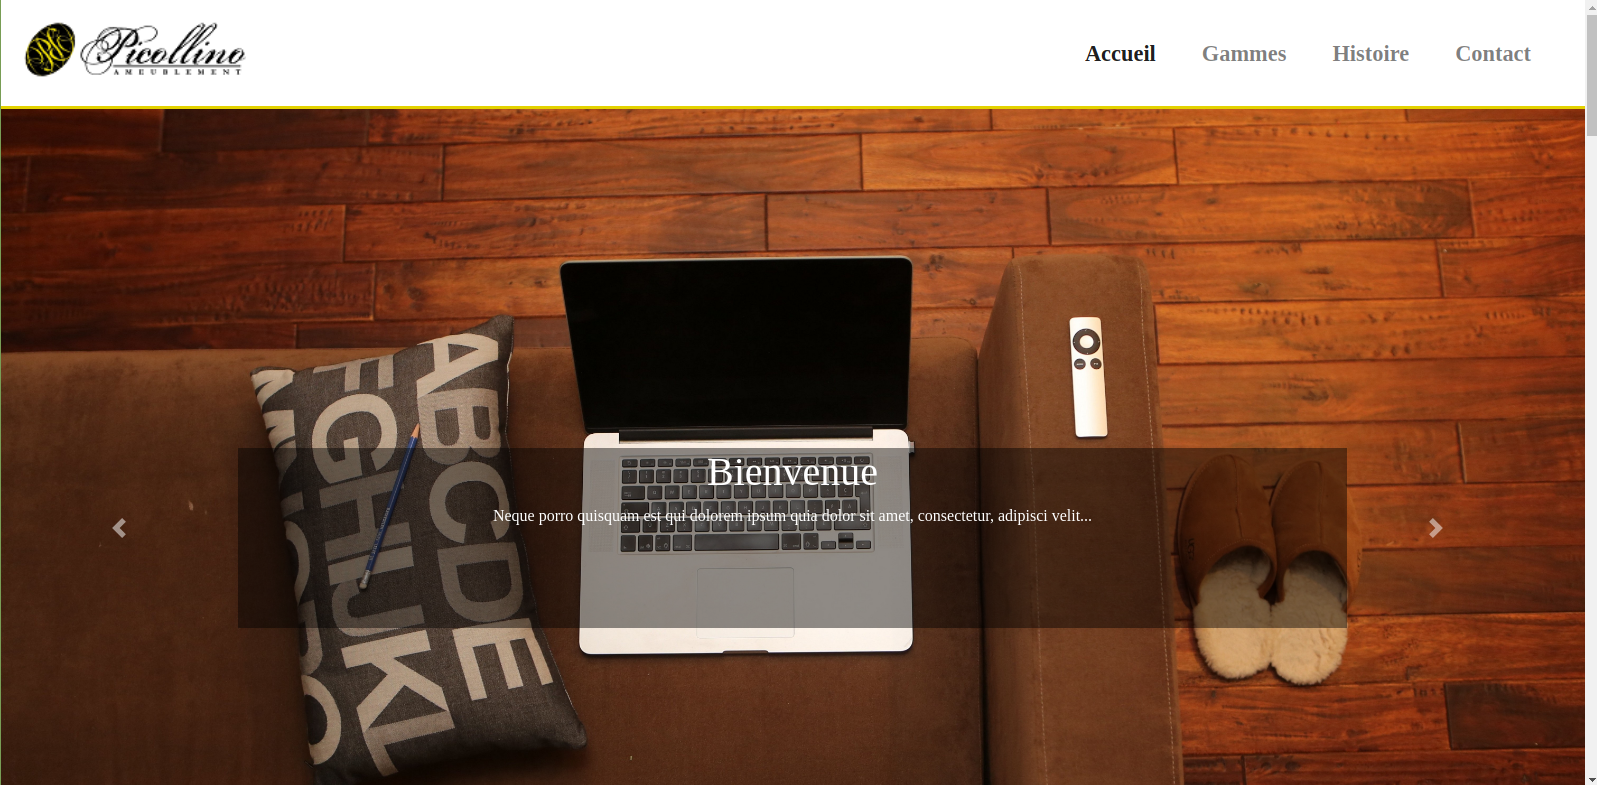 Picollino
AMEUBLEMENT
Accueil
Gammes
Histoire
Contact
ABCDE
FGHIJKL
Bienvenue
Neque porro quisquam est qui dolorem ipsum quia dolor sit amet, consectetur, adipisci velit...